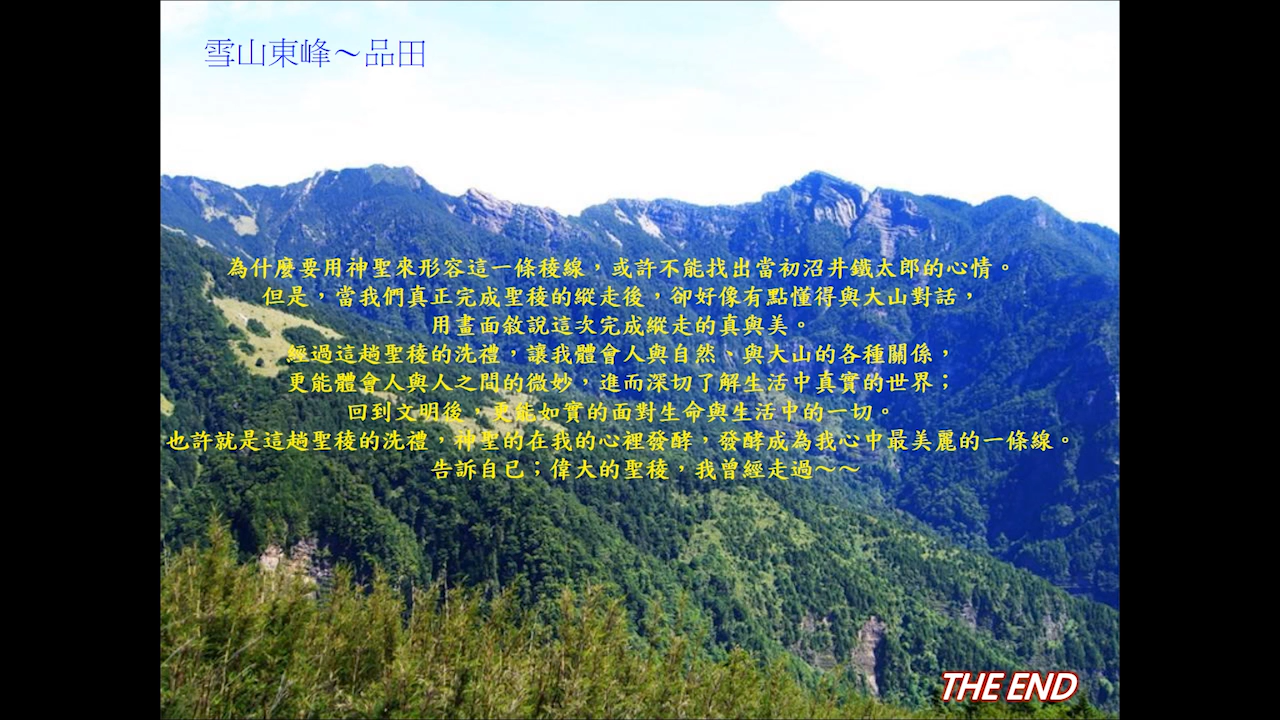 雪山東峰～品田
為什麼要用神聖來形容這一條稜線，或許不能找出當初沼井鐵太郎的心情。
但是，當我們真正完成聖稜的縱走後，卻好像有點懂得與大山對話，
用畫面敘說這次完成縱走的真與美。
經過這趟聖稜的洗禮，讓我體會人與自然、與大山的各種關係，
更能體會人與人之間的微妙，進而深切了解生活中真實的世界；
回到文明後，更能如實的面對生命與生活中的一切。
也許就是這趟聖稜的洗禮，神聖的在我的心裡發酵，發酵成為我心中最美麗的一條線。
告訴自已；偉大的聖稜，我曾經走過～～
THE END